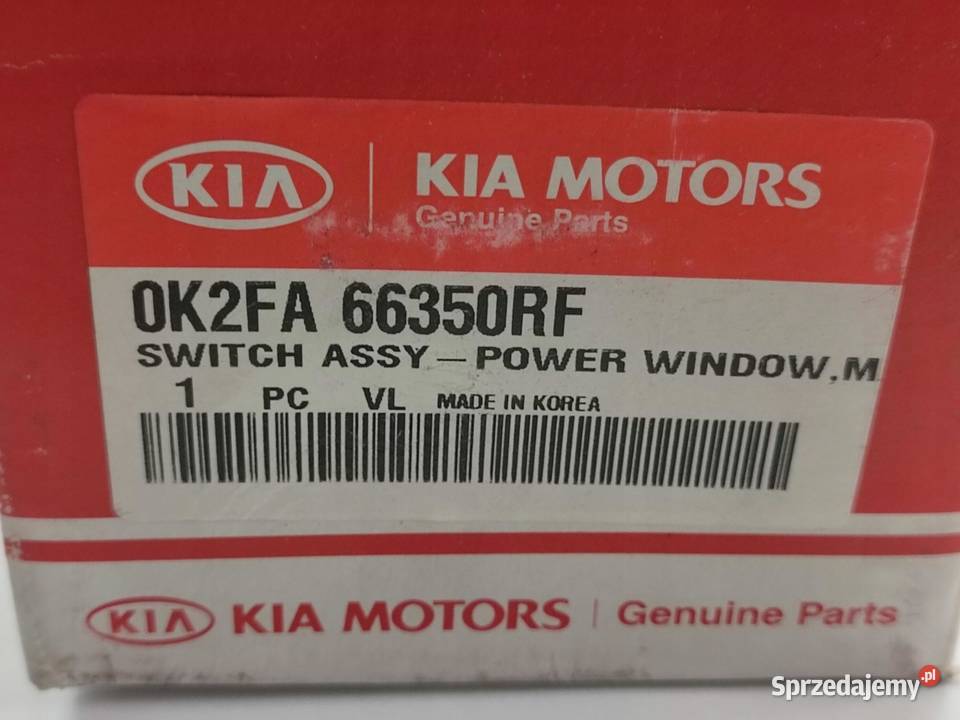 KIA KIA MOTORS
Genuine Parts
0K2FA 66350RF
SWITCH ASSY-POWER WINDOW,M
1 PC VL MADE IN KOREA
KIA KIA MOTORS Genuine Parts
Sprzedajemy.pl